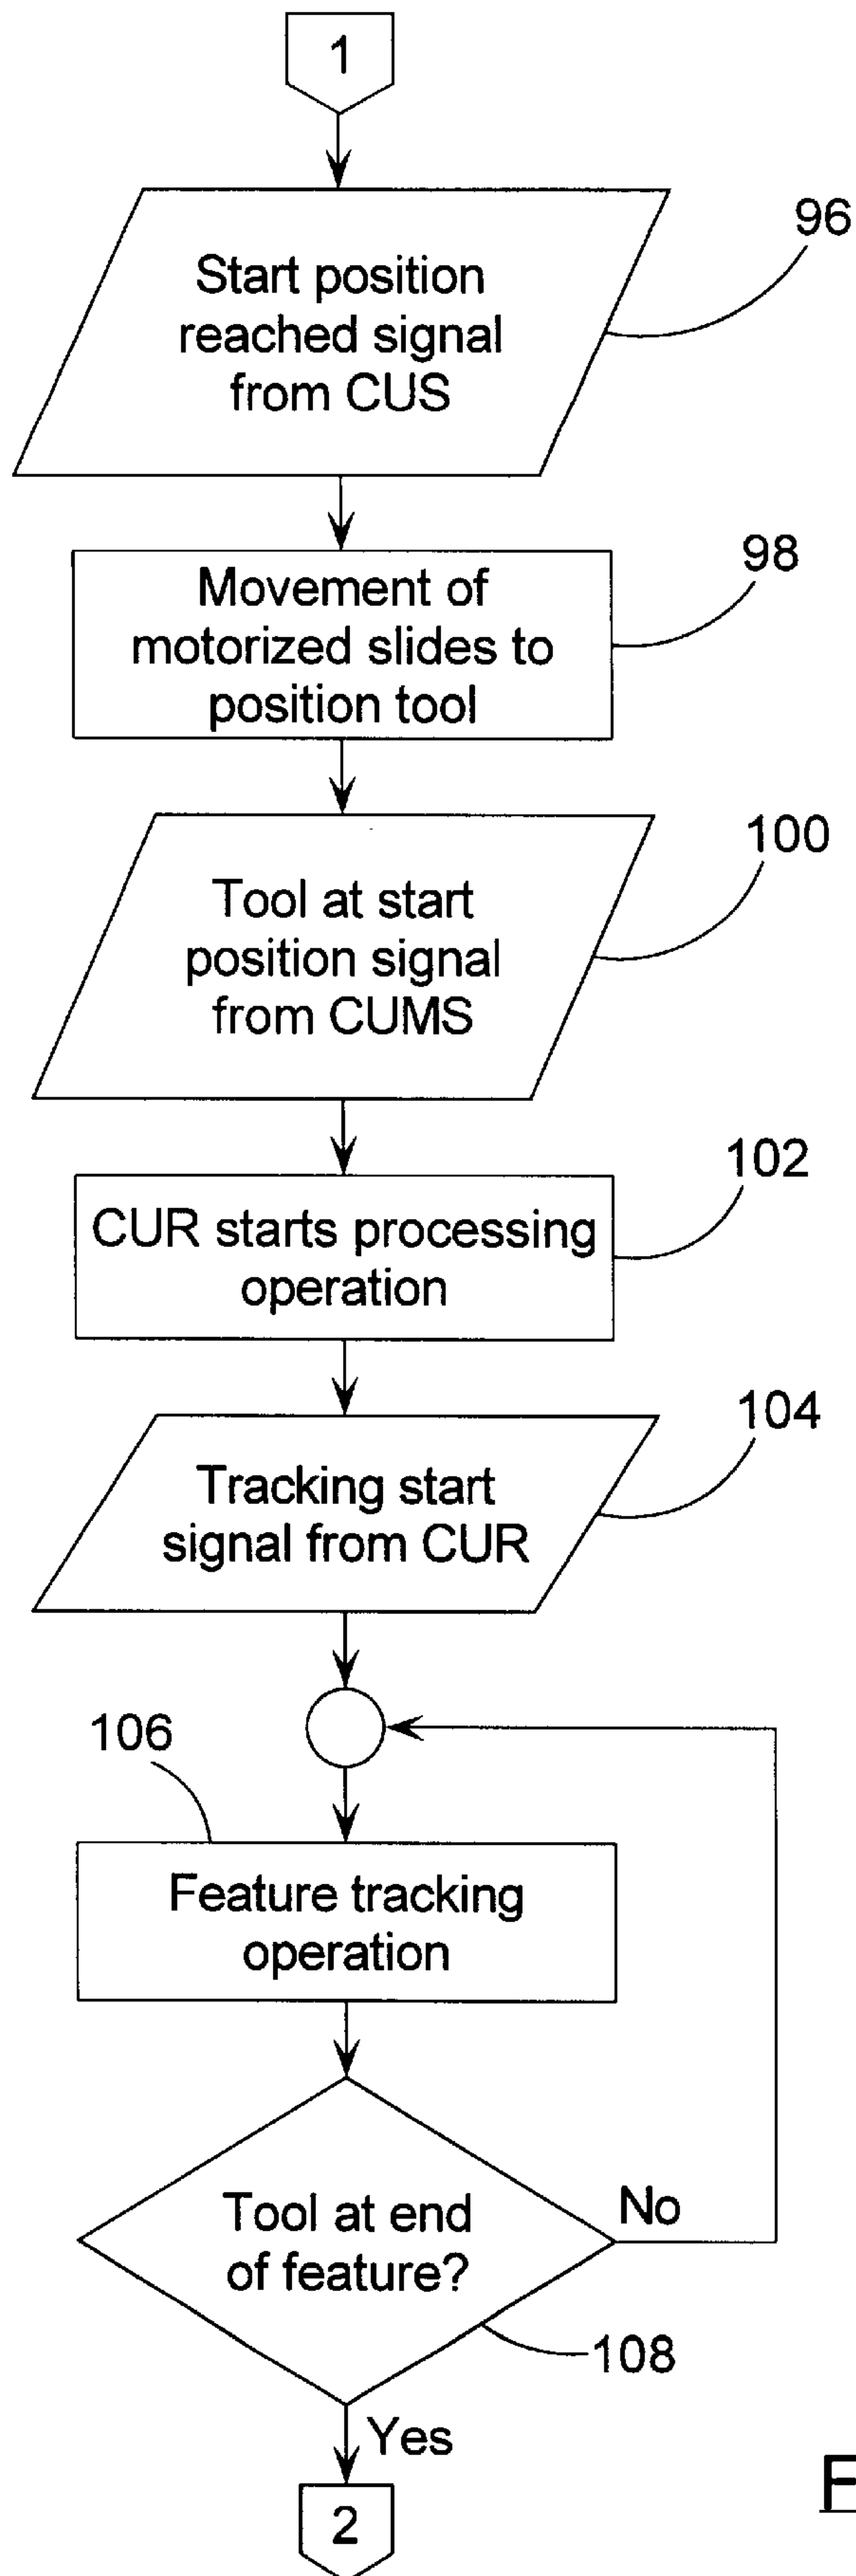 1
96
Start position
reached signal
from CUS
98
Movement of
motorized slides to
position tool
100
Tool at start
position signal
from CUMS
102
CUR starts processing
operation
104
Tracking start
signal from CUR
106
Feature tracking
operation
No
Tool at end
of feature?
108
Yes
2
F